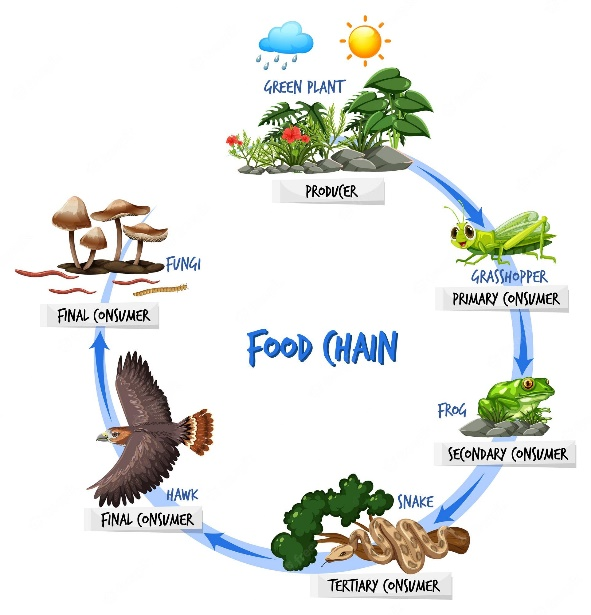 GREEN PLANT
PRODUCER
GRASSHOPPER
PRIMARY CONSUMER
FROG
SECONDARY CONSUMER
SNAKE
TERTIARY CONSUMER
HAWK
FINAL CONSUMER
FUNGI
FINAL CONSUMER
FOOD CHAIN